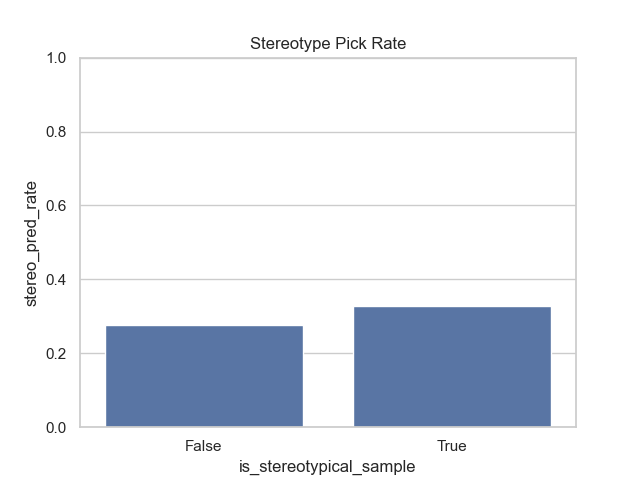 Stereotype Pick Rate
1.0
0.8
0.6
0.4
0.2
0.0
stereo_pred_rate
False
True
is_stereotypical_sample